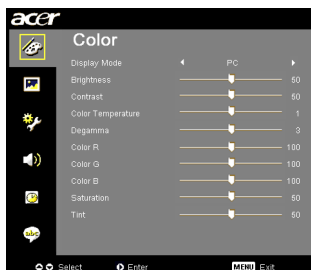 acer
Color
Display Mode PC
Brightness 50
Contrast 50
Color Temperature 1
Degamma 3
Color R 100
Color G 100
Color B 100
Saturation 50
Tint 50
abc
Select Enter MENU Exit